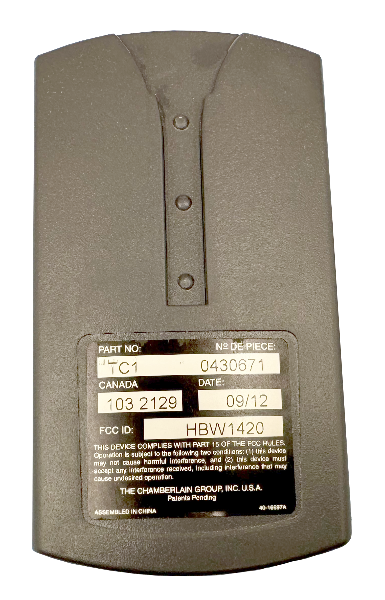 PART NO: Nº DE PIECE:
TC1 0430671
CANADA DATE:
103 2129 09/12
FCC ID: HBW1420
THIS DEVICE COMPLIES WITH PART 15 OF THE FCC RULES.
Operation is subject to the following two conditions: (1) this device
may not cause harmful interference, and (2) this device must
accept any interference received, including interference that may
cause undesired operation.
THE CHAMBERLAIN GROUP, INC. U.S.A.
Patents Pending
ASSEMBLED IN CHINA